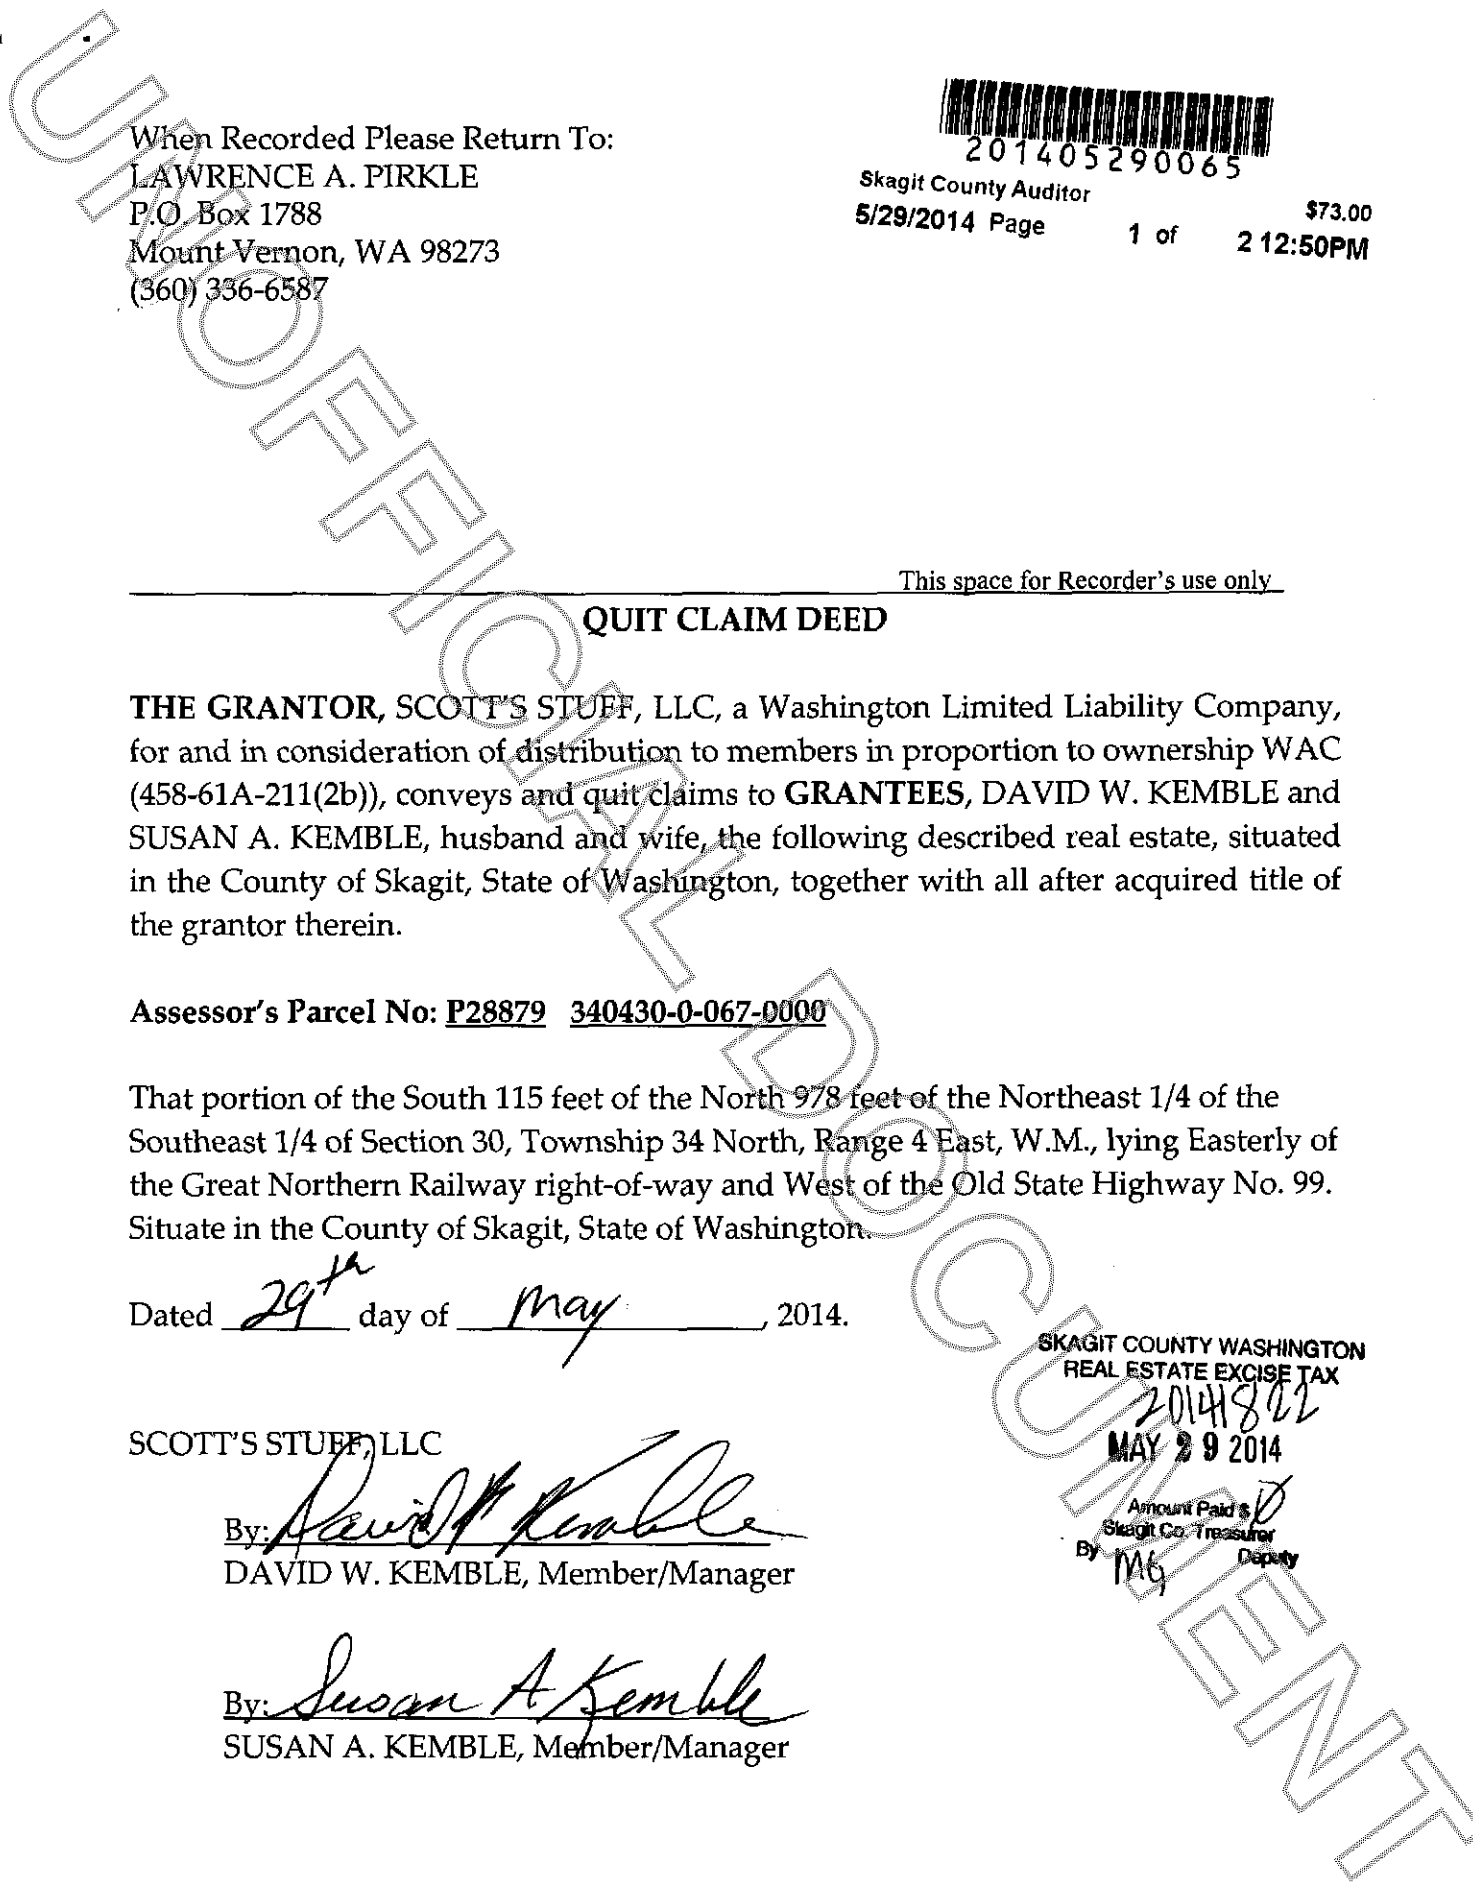 When Recorded Please Return To:
LAWRENCE A. PIRKLE
P.O. Box 1788
Mount Vernon, WA 98273
(360) 336-6587
201405290065
Skagit County Auditor $73.00
5/29/2014 Page 1 of 2 12:50PM
This space for Recorder's use only
QUIT CLAIM DEED
THE GRANTOR, SCOTT'S STUFF, LLC, a Washington Limited Liability Company,
for and in consideration of distribution to members in proportion to ownership WAC
(458-61A-211(2b)), conveys and quit claims to GRANTEES, DAVID W. KEMBLE and
SUSAN A. KEMBLE, husband and wife, the following described real estate, situated
in the County of Skagit, State of Washington, together with all after acquired title of
the grantor therein.
Assessor's Parcel No: P28879 340430-0-067-0000
That portion of the South 115 feet of the North 978 feet of the Northeast 1/4 of the
Southeast 1/4 of Section 30, Township 34 North, Range 4 East, W.M., lying Easterly of
the Great Northern Railway right-of-way and West of the Old State Highway No. 99.
Situate in the County of Skagit, State of Washington.
Dated 29th day of May, 2014.
SKAGIT COUNTY WASHINGTON
REAL ESTATE EXCISE TAX
20141822
MAY 29 2014
Amount Paid $ 0
Skagit Co. Treasurer
By MG Deputy
SCOTT'S STUFF, LLC
By: David W Kemble
DAVID W. KEMBLE, Member/Manager
By: Susan A Kemble
SUSAN A. KEMBLE, Member/Manager
UNOFFICIAL DOCUMENT